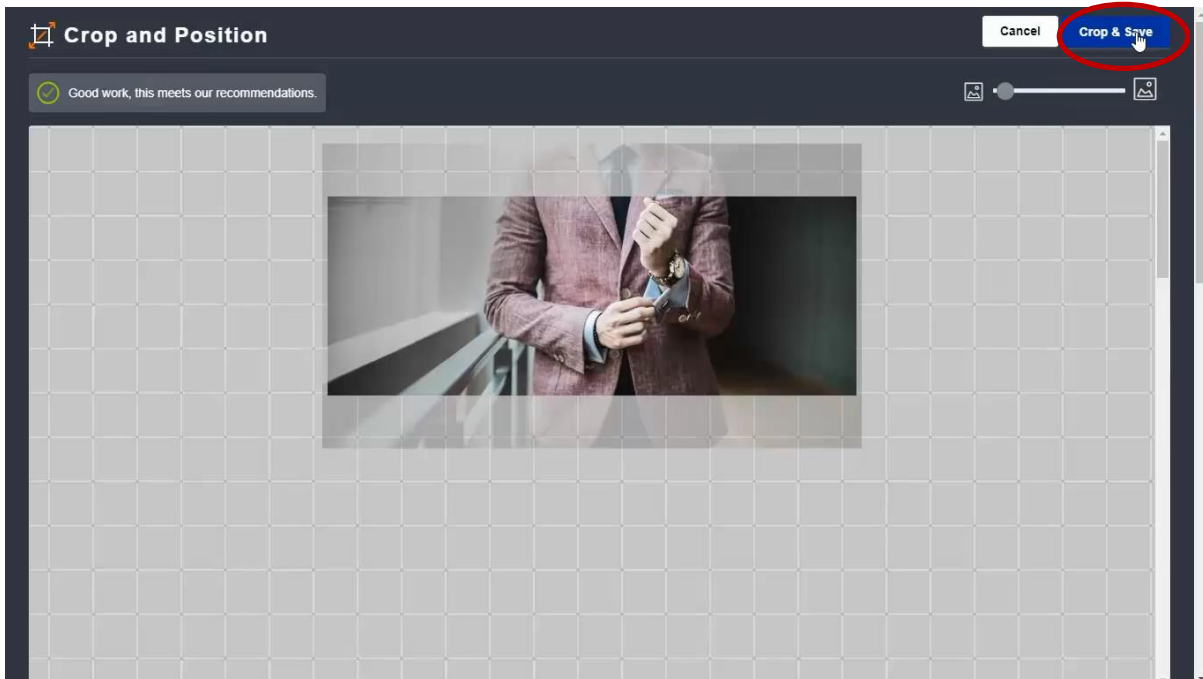 Crop and Position
Cancel
Crop & Save
Good work, this meets our recommendations.